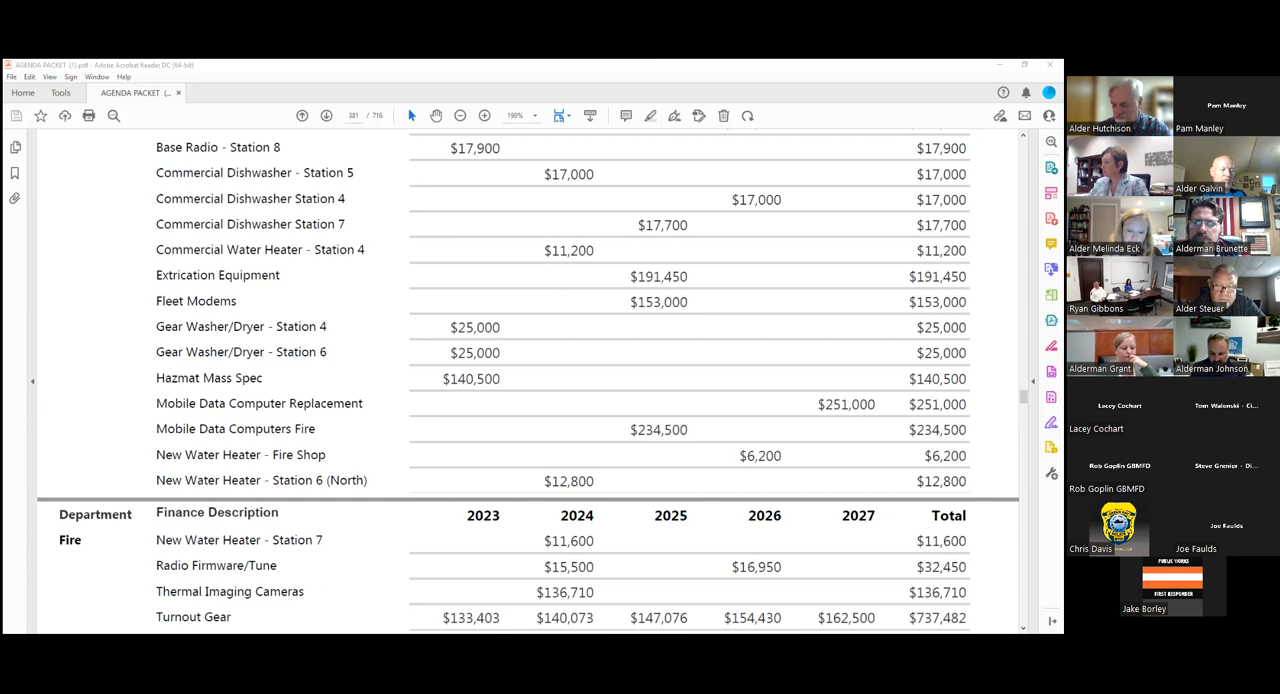 AGENDA PACKET (1).pdf - Adobe Acrobat Reader DC (64-bit)
File Edit View Sign Window Help
Home Tools AGENDA PACKET (... ×
381 / 716 190%
Base Radio - Station 8 $17,900 $17,900
Commercial Dishwasher - Station 5 $17,000 $17,000
Commercial Dishwasher Station 4 $17,000 $17,000
Commercial Dishwasher Station 7 $17,700 $17,700
Commercial Water Heater - Station 4 $11,200 $11,200
Extrication Equipment $191,450 $191,450
Fleet Modems $153,000 $153,000
Gear Washer/Dryer - Station 4 $25,000 $25,000
Gear Washer/Dryer - Station 6 $25,000 $25,000
Hazmat Mass Spec $140,500 $140,500
Mobile Data Computer Replacement $251,000 $251,000
Mobile Data Computers Fire $234,500 $234,500
New Water Heater - Fire Shop $6,200 $6,200
New Water Heater - Station 6 (North) $12,800 $12,800
Department Finance Description 2023 2024 2025 2026 2027 Total
Fire New Water Heater - Station 7 $11,600 $11,600
Radio Firmware/Tune $15,500 $16,950 $32,450
Thermal Imaging Cameras $136,710 $136,710
Turnout Gear $133,403 $140,073 $147,076 $154,430 $162,500 $737,482
Pam Manley
Alder Hutchison Pam Manley
Alder Galvin
Alder Melinda Eck Alderman Brunette
Ryan Gibbons Alder Steuer
Alderman Grant Alderman Johnson
Lacey Cochart Tom Walenski - Ci...
Lacey Cochart
Rob Goplin GBMFD Steve Grenier - Di...
Rob Goplin GBMFD
Joe Faulds
Chris Davis Joe Faulds
PUBLIC WORKS
FIRST RESPONDER
Jake Borley